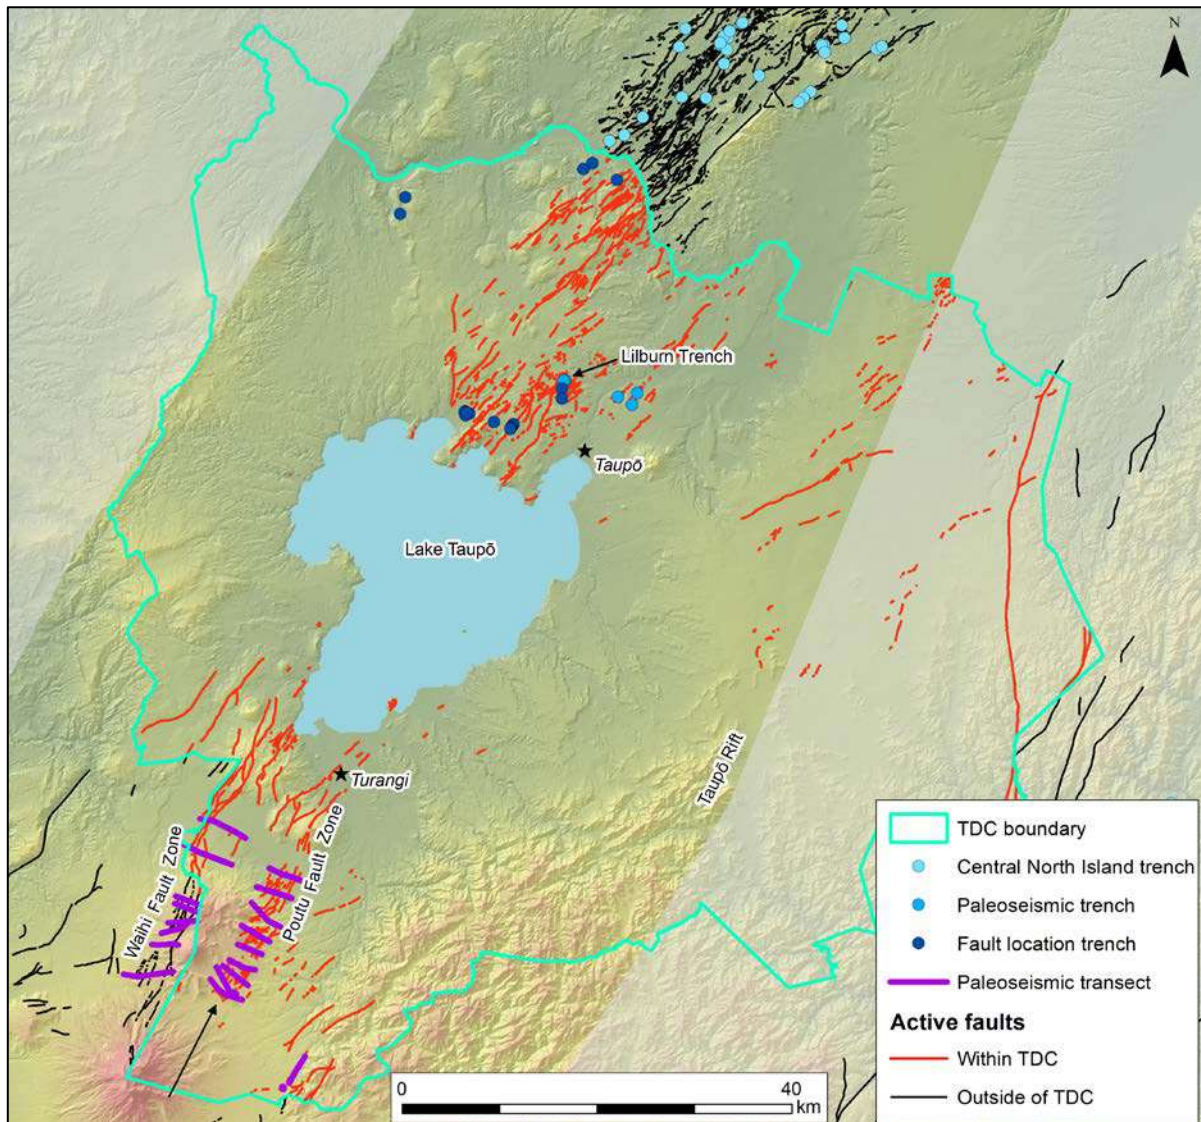 N
Lilburn Trench
Taupō
Lake Taupō
Taupō Rift
Turangi
Waihi Fault Zone
Poutu Fault Zone
TDC boundary
Central North Island trench
Paleoseismic trench
Fault location trench
Paleoseismic transect
Active faults
Within TDC
Outside of TDC
0 40
km